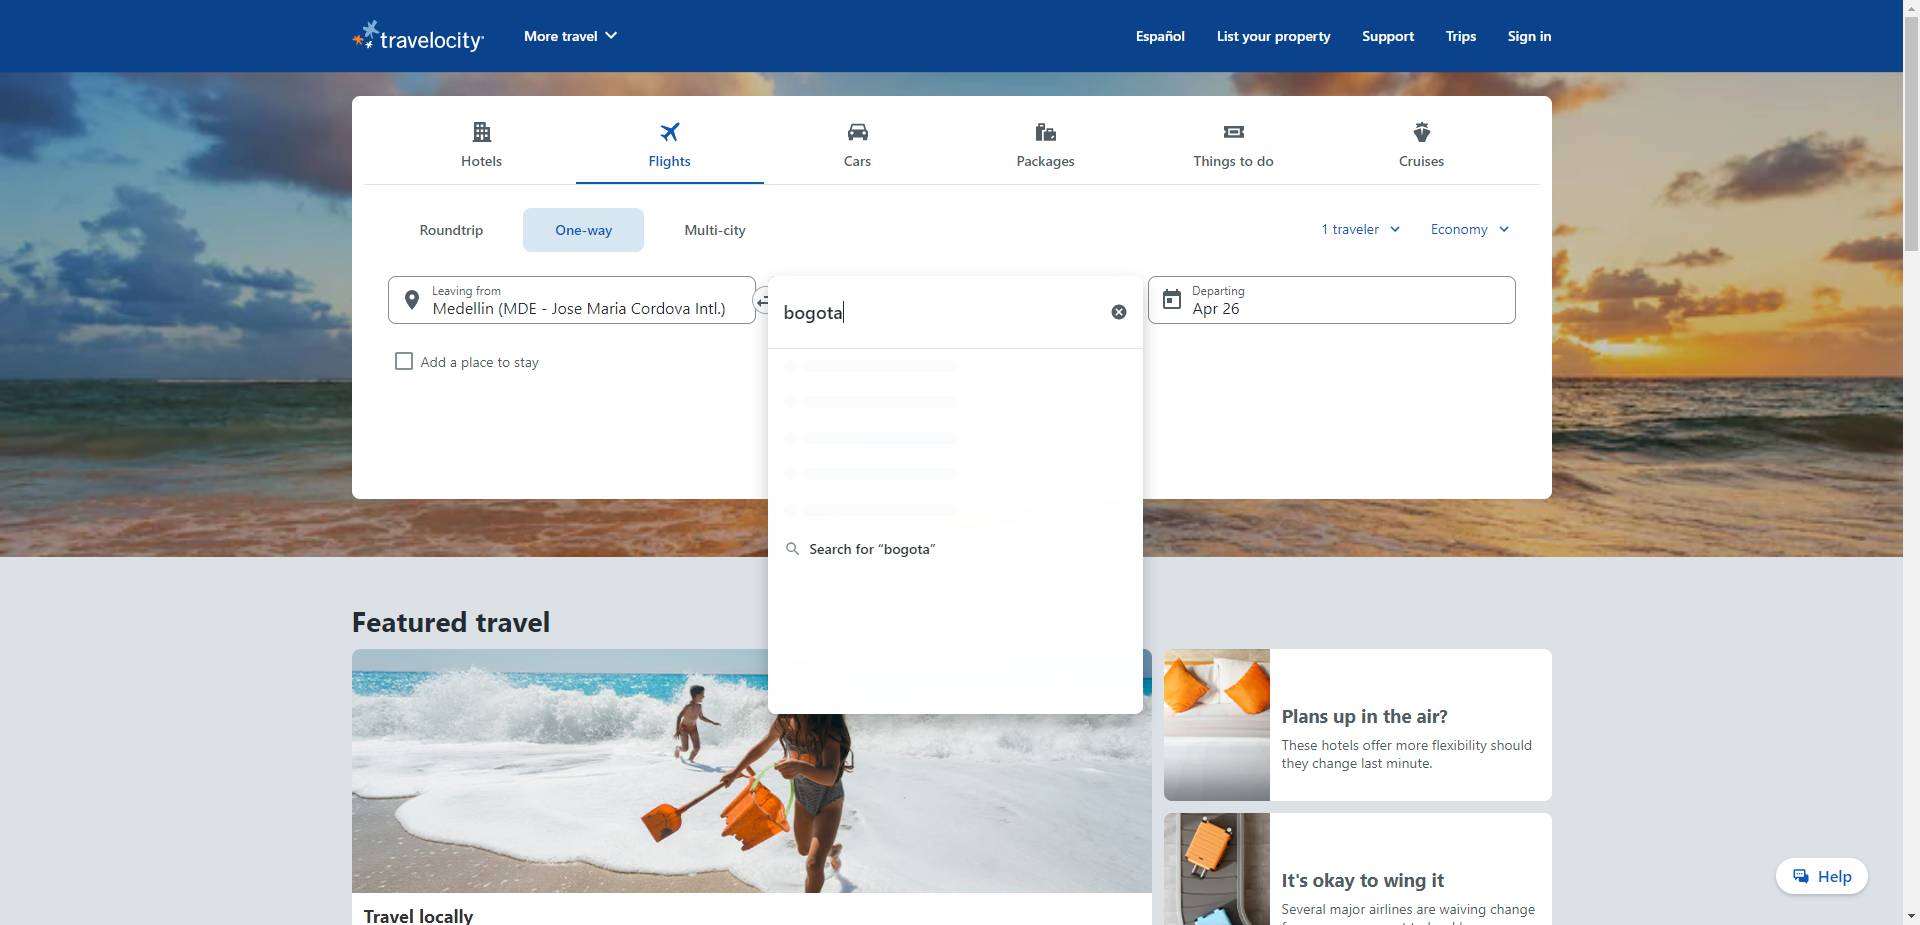 travelocity
More travel
Español
List your property
Support
Trips
Sign in
Hotels
Flights
Cars
Packages
Things to do
Cruises
Roundtrip
One-way
Multi-city
1 traveler
Economy
Leaving from
Medellin (MDE - Jose Maria Cordova Intl.)
bogota
Departing
Apr 26
Add a place to stay
Search for “bogota”
Featured travel
Travel locally
Plans up in the air?
These hotels offer more flexibility should
they change last minute.
It's okay to wing it
Several major airlines are waiving change
Help